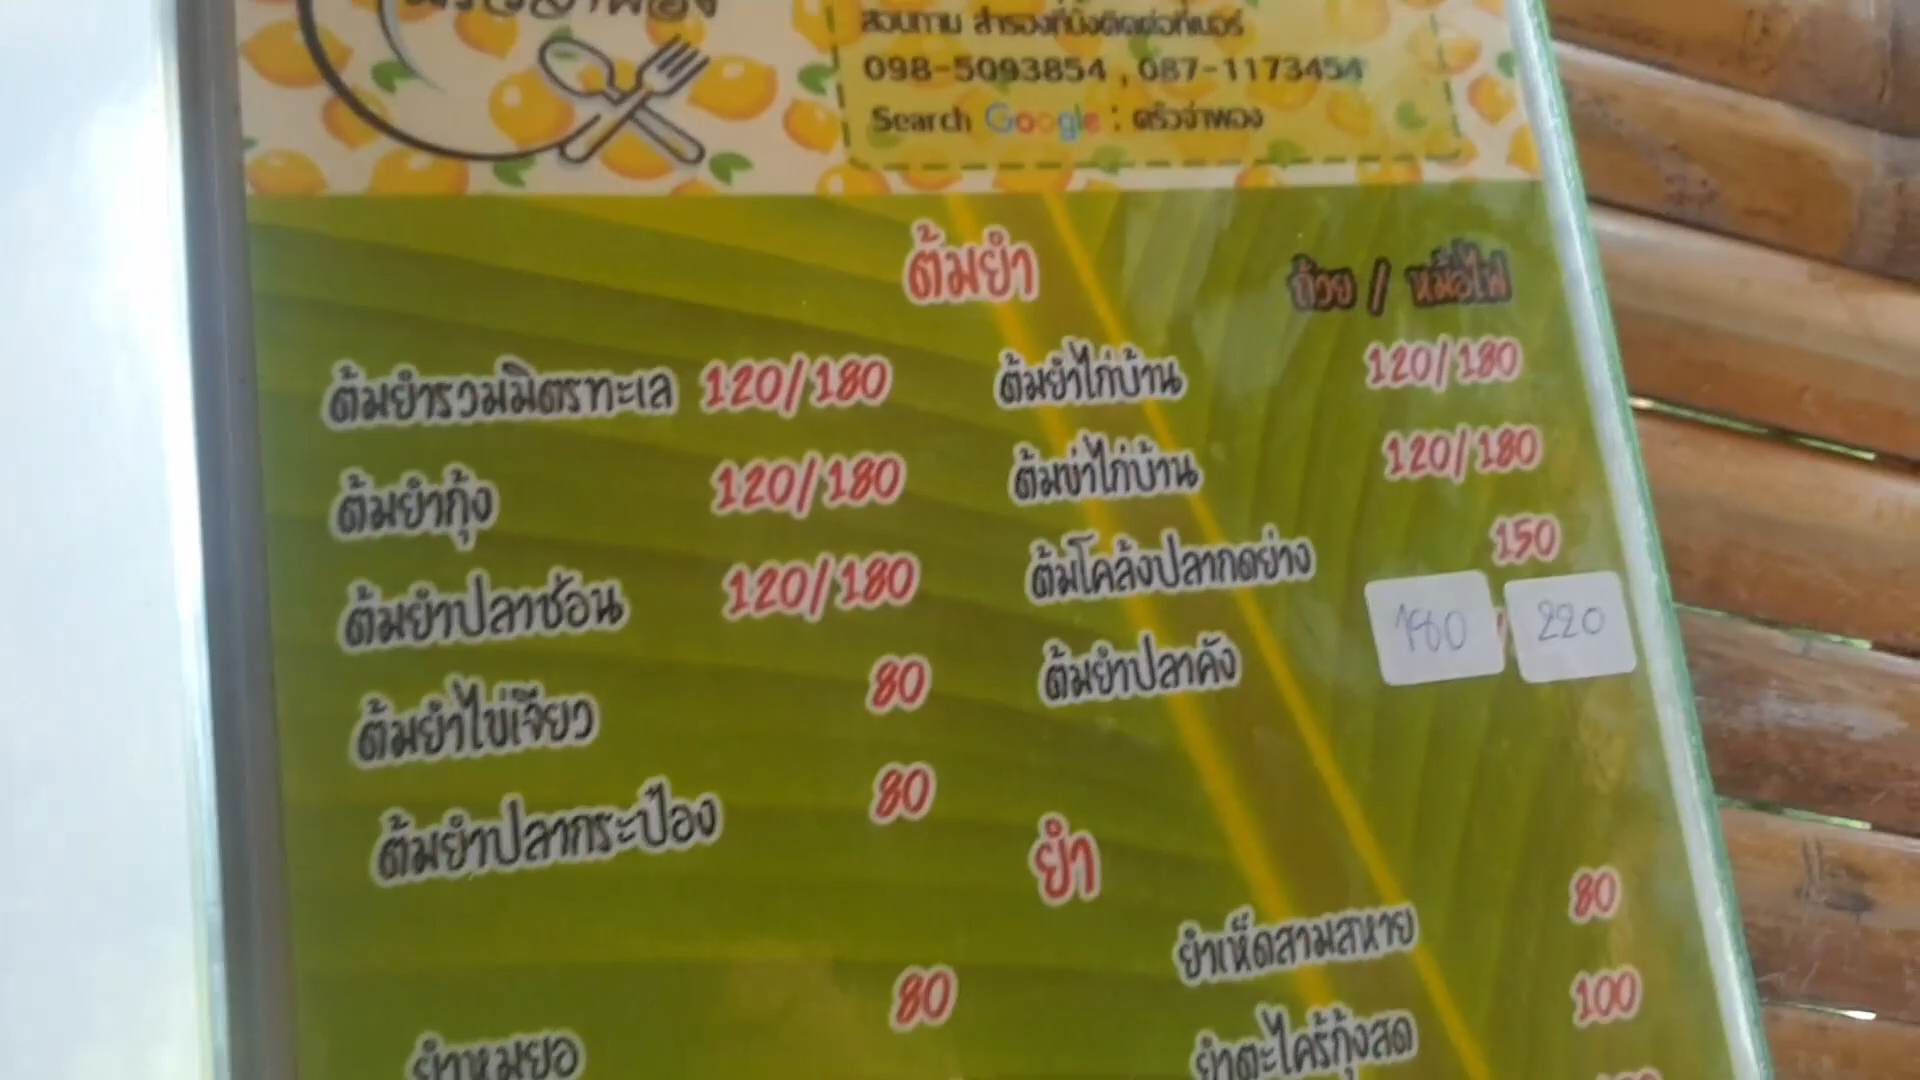 สอบถาม สำรองที่นั่งติดต่อที่เบอร์
098-5093854 , 087-1173454
Search Google : ครัวจ่าพอง
ต้มยำ
ถ้วย / หม้อไฟ
ต้มยำรวมมิตรทะเล 120/180
ต้มยำไก่บ้าน 120/180
ต้มยำกุ้ง 120/180
ต้มข่าไก่บ้าน 120/180
ต้มยำปลาช่อน 120/180
ต้มโคล้งปลากดย่าง 150
ต้มยำไข่เจียว 80
ต้มยำปลาคัง 180 220
ต้มยำปลากระป๋อง 80
ยำ
ยำเห็ดสามสหาย 80
ยำหมูยอ 80
ยำตะไคร้กุ้งสด 100